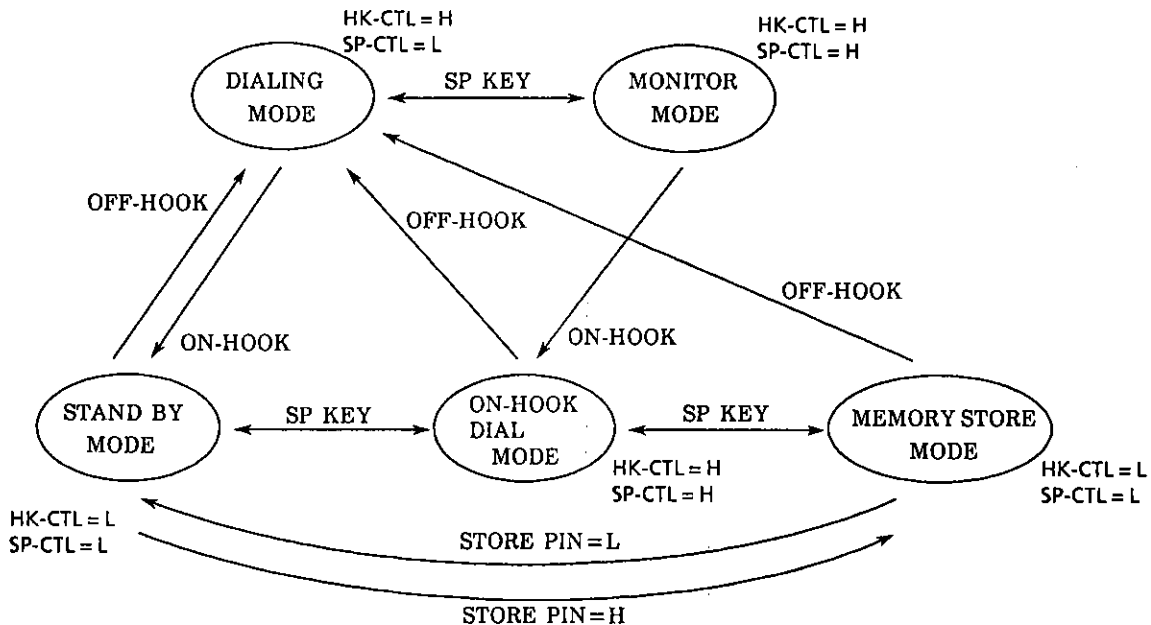 HK-CTL = H
SP-CTL = L
HK-CTL = H
SP-CTL = H
DIALING
MODE
SP KEY
MONITOR
MODE
OFF-HOOK
OFF-HOOK
OFF-HOOK
ON-HOOK
ON-HOOK
STAND BY
MODE
SP KEY
ON-HOOK
DIAL
MODE
SP KEY
MEMORY STORE
MODE
HK-CTL = H
SP-CTL = H
HK-CTL = L
SP-CTL = L
HK-CTL = L
SP-CTL = L
STORE PIN = L
STORE PIN = H